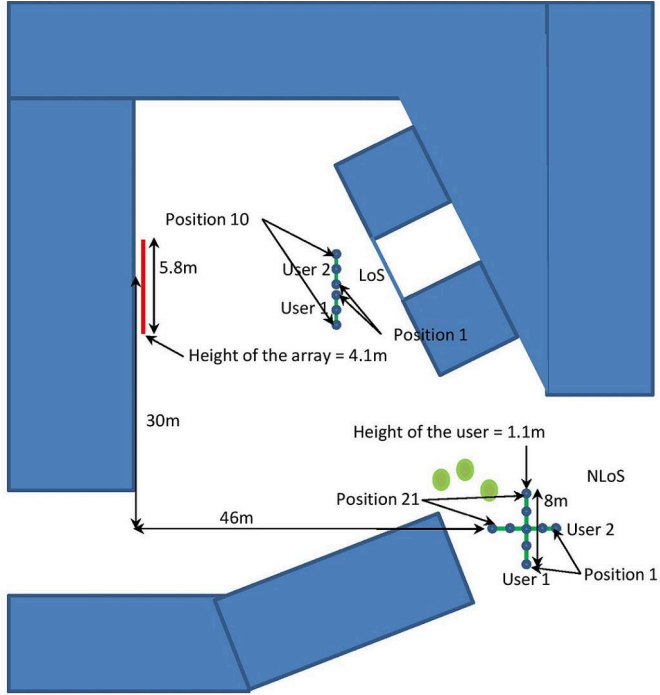 Position 10
5.8m
User 2
LoS
User 1
Position 1
Height of the array = 4.1m
30m
Height of the user = 1.1m
NLoS
Position 21
8m
46m
User 2
User 1
Position 1